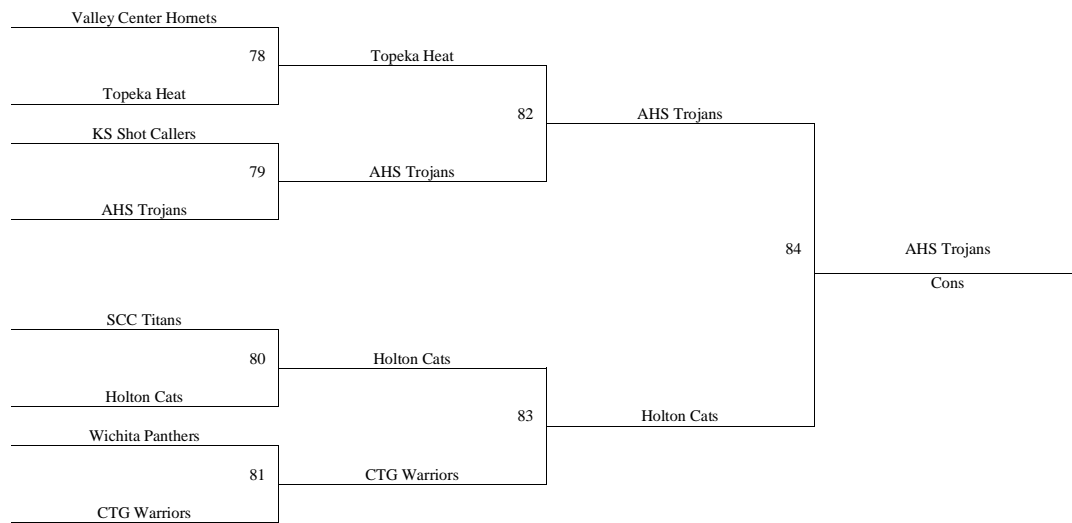 Valley Center Hornets
78
Topeka Heat
Topeka Heat
82
AHS Trojans
KS Shot Callers
79
AHS Trojans
AHS Trojans
84
AHS Trojans
Cons
SCC Titans
80
Holton Cats
Holton Cats
83
Holton Cats
Wichita Panthers
81
CTG Warriors
CTG Warriors